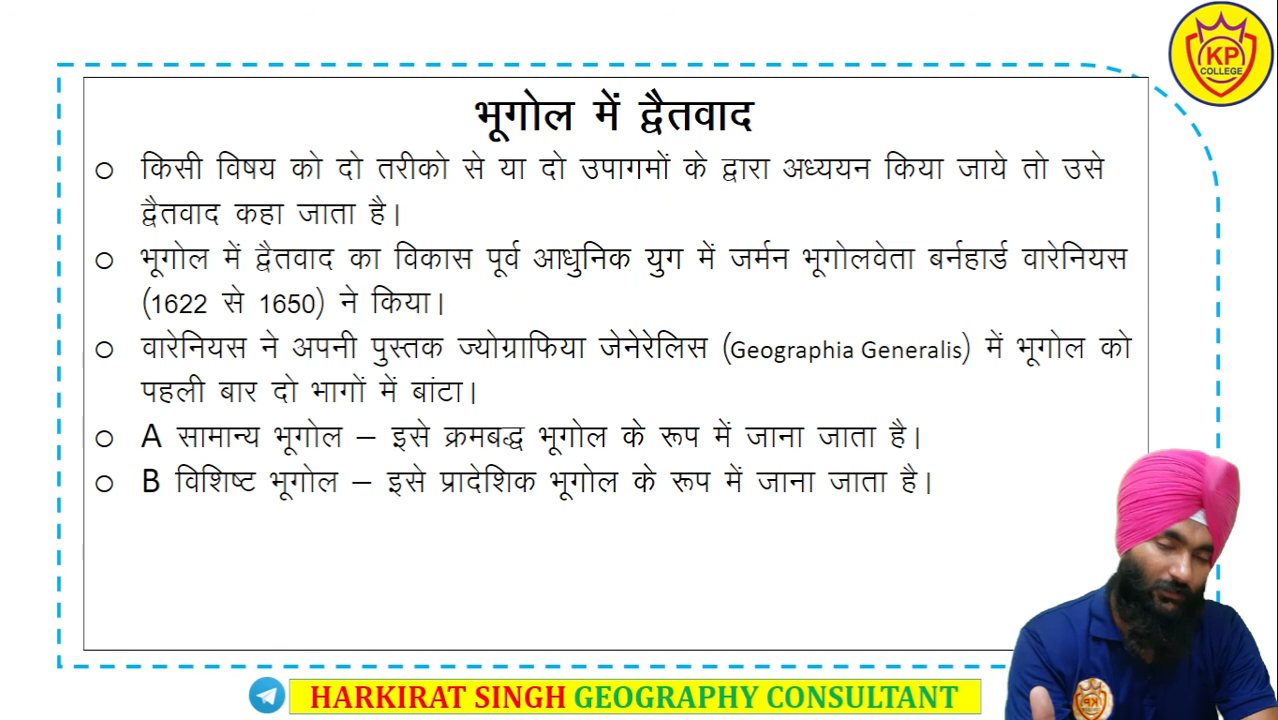 KP
COLLEGE
भूगोल में द्वैतवाद
○ किसी विषय को दो तरीको से या दो उपागमों के द्वारा अध्ययन किया जाये तो उसे
द्वैतवाद कहा जाता है।
○ भूगोल में द्वैतवाद का विकास पूर्व आधुनिक युग में जर्मन भूगोलवेता बर्नहार्ड वारेनियस
(1622 से 1650) ने किया।
○ वारेनियस ने अपनी पुस्तक ज्योग्राफिया जेनेरेलिस (Geographia Generalis) में भूगोल को
पहली बार दो भागों में बांटा।
○ A सामान्य भूगोल – इसे क्रमबद्ध भूगोल के रूप में जाना जाता है।
○ B विशिष्ट भूगोल – इसे प्रादेशिक भूगोल के रूप में जाना जाता है।
HARKIRAT SINGH GEOGRAPHY CONSULTANT